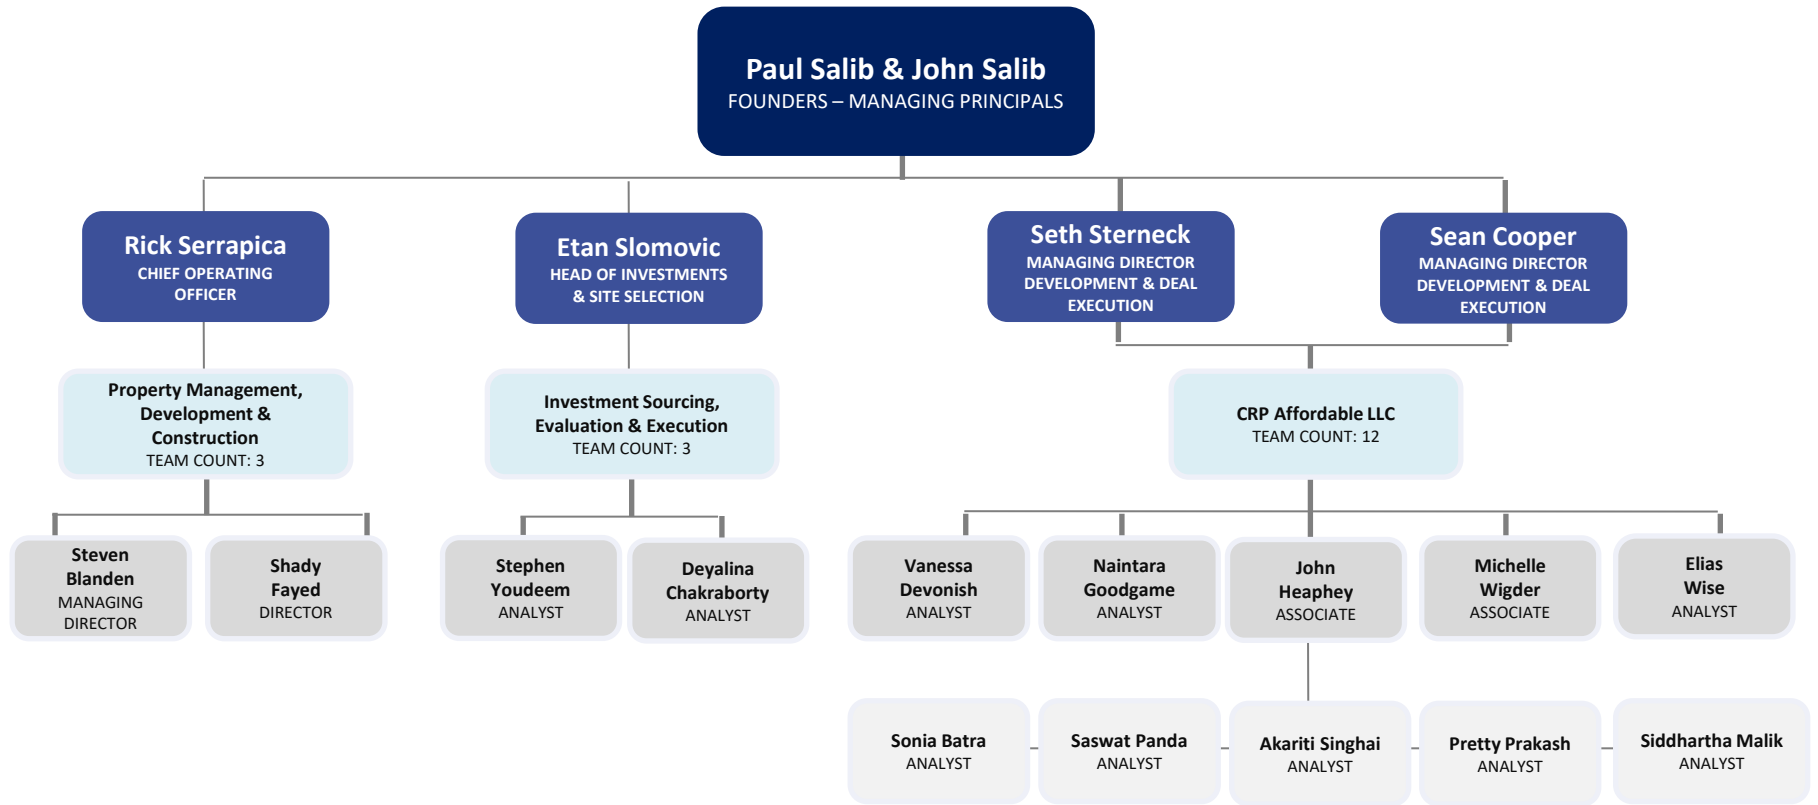 Paul Salib & John Salib
FOUNDERS – MANAGING PRINCIPALS
Rick Serrapica
CHIEF OPERATING
OFFICER
Etan Slomovic
HEAD OF INVESTMENTS
& SITE SELECTION
Seth Sterneck
MANAGING DIRECTOR
DEVELOPMENT & DEAL
EXECUTION
Sean Cooper
MANAGING DIRECTOR
DEVELOPMENT & DEAL
EXECUTION
Property Management,
Development &
Construction
TEAM COUNT: 3
Investment Sourcing,
Evaluation & Execution
TEAM COUNT: 3
CRP Affordable LLC
TEAM COUNT: 12
Steven
Blanden
MANAGING
DIRECTOR
Shady
Fayed
DIRECTOR
Stephen
Youdeem
ANALYST
Deyalina
Chakraborty
ANALYST
Vanessa
Devonish
ANALYST
Naintara
Goodgame
ANALYST
John
Heaphey
ASSOCIATE
Michelle
Wigder
ASSOCIATE
Elias
Wise
ANALYST
Sonia Batra
ANALYST
Saswat Panda
ANALYST
Akariti Singhai
ANALYST
Pretty Prakash
ANALYST
Siddhartha Malik
ANALYST